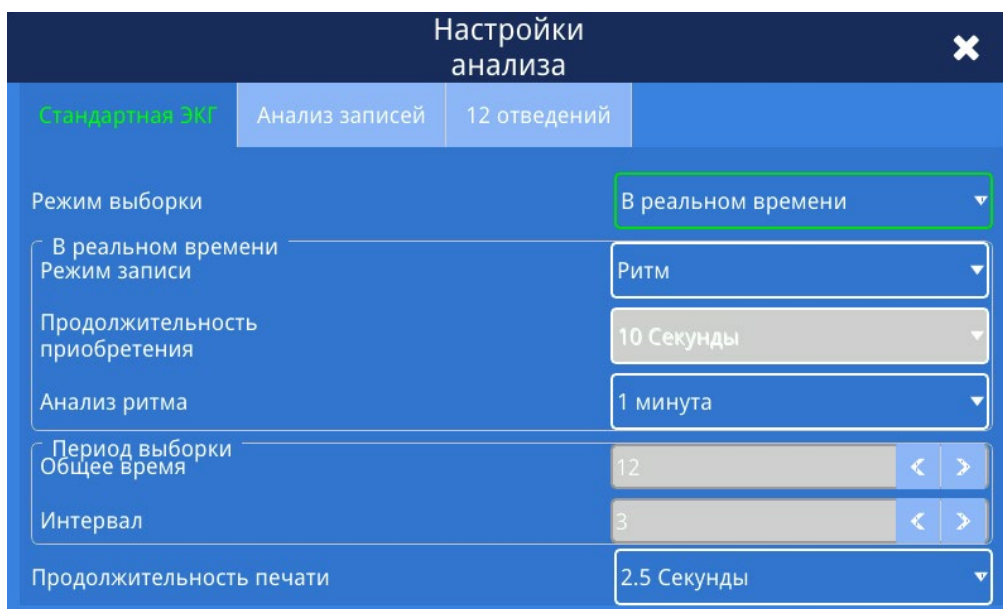 Настройки
анализа
Стандартная ЭКГ
Анализ записей
12 отведений
Режим выборки
В реальном времени
В реальном времени
Режим записи
Ритм
Продолжительность
приобретения
10 Секунды
Анализ ритма
1 минута
Период выборки
Общее время
12
Интервал
3
Продолжительность печати
2.5 Секунды